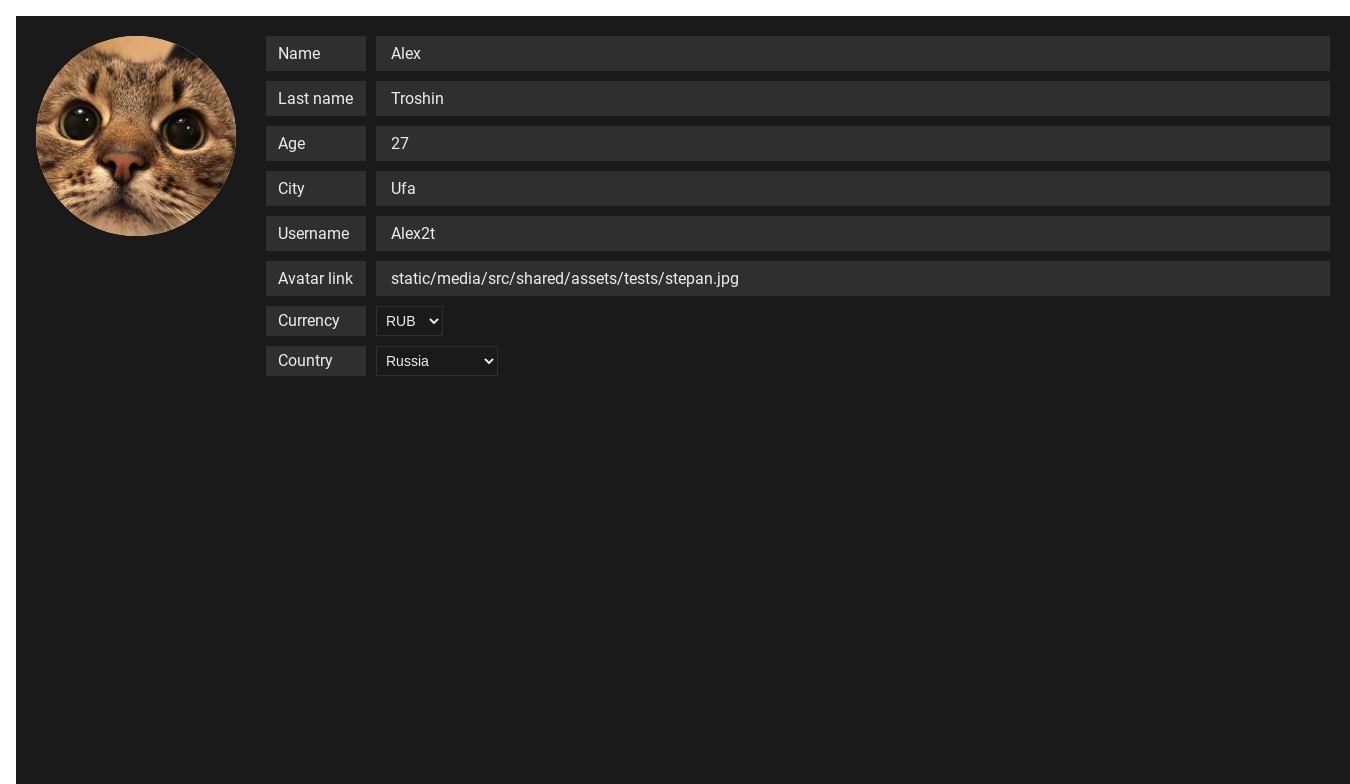 Name Alex
Last name Troshin
Age 27
City Ufa
Username Alex2t
Avatar link static/media/src/shared/assets/tests/stepan.jpg
Currency RUB
Country Russia